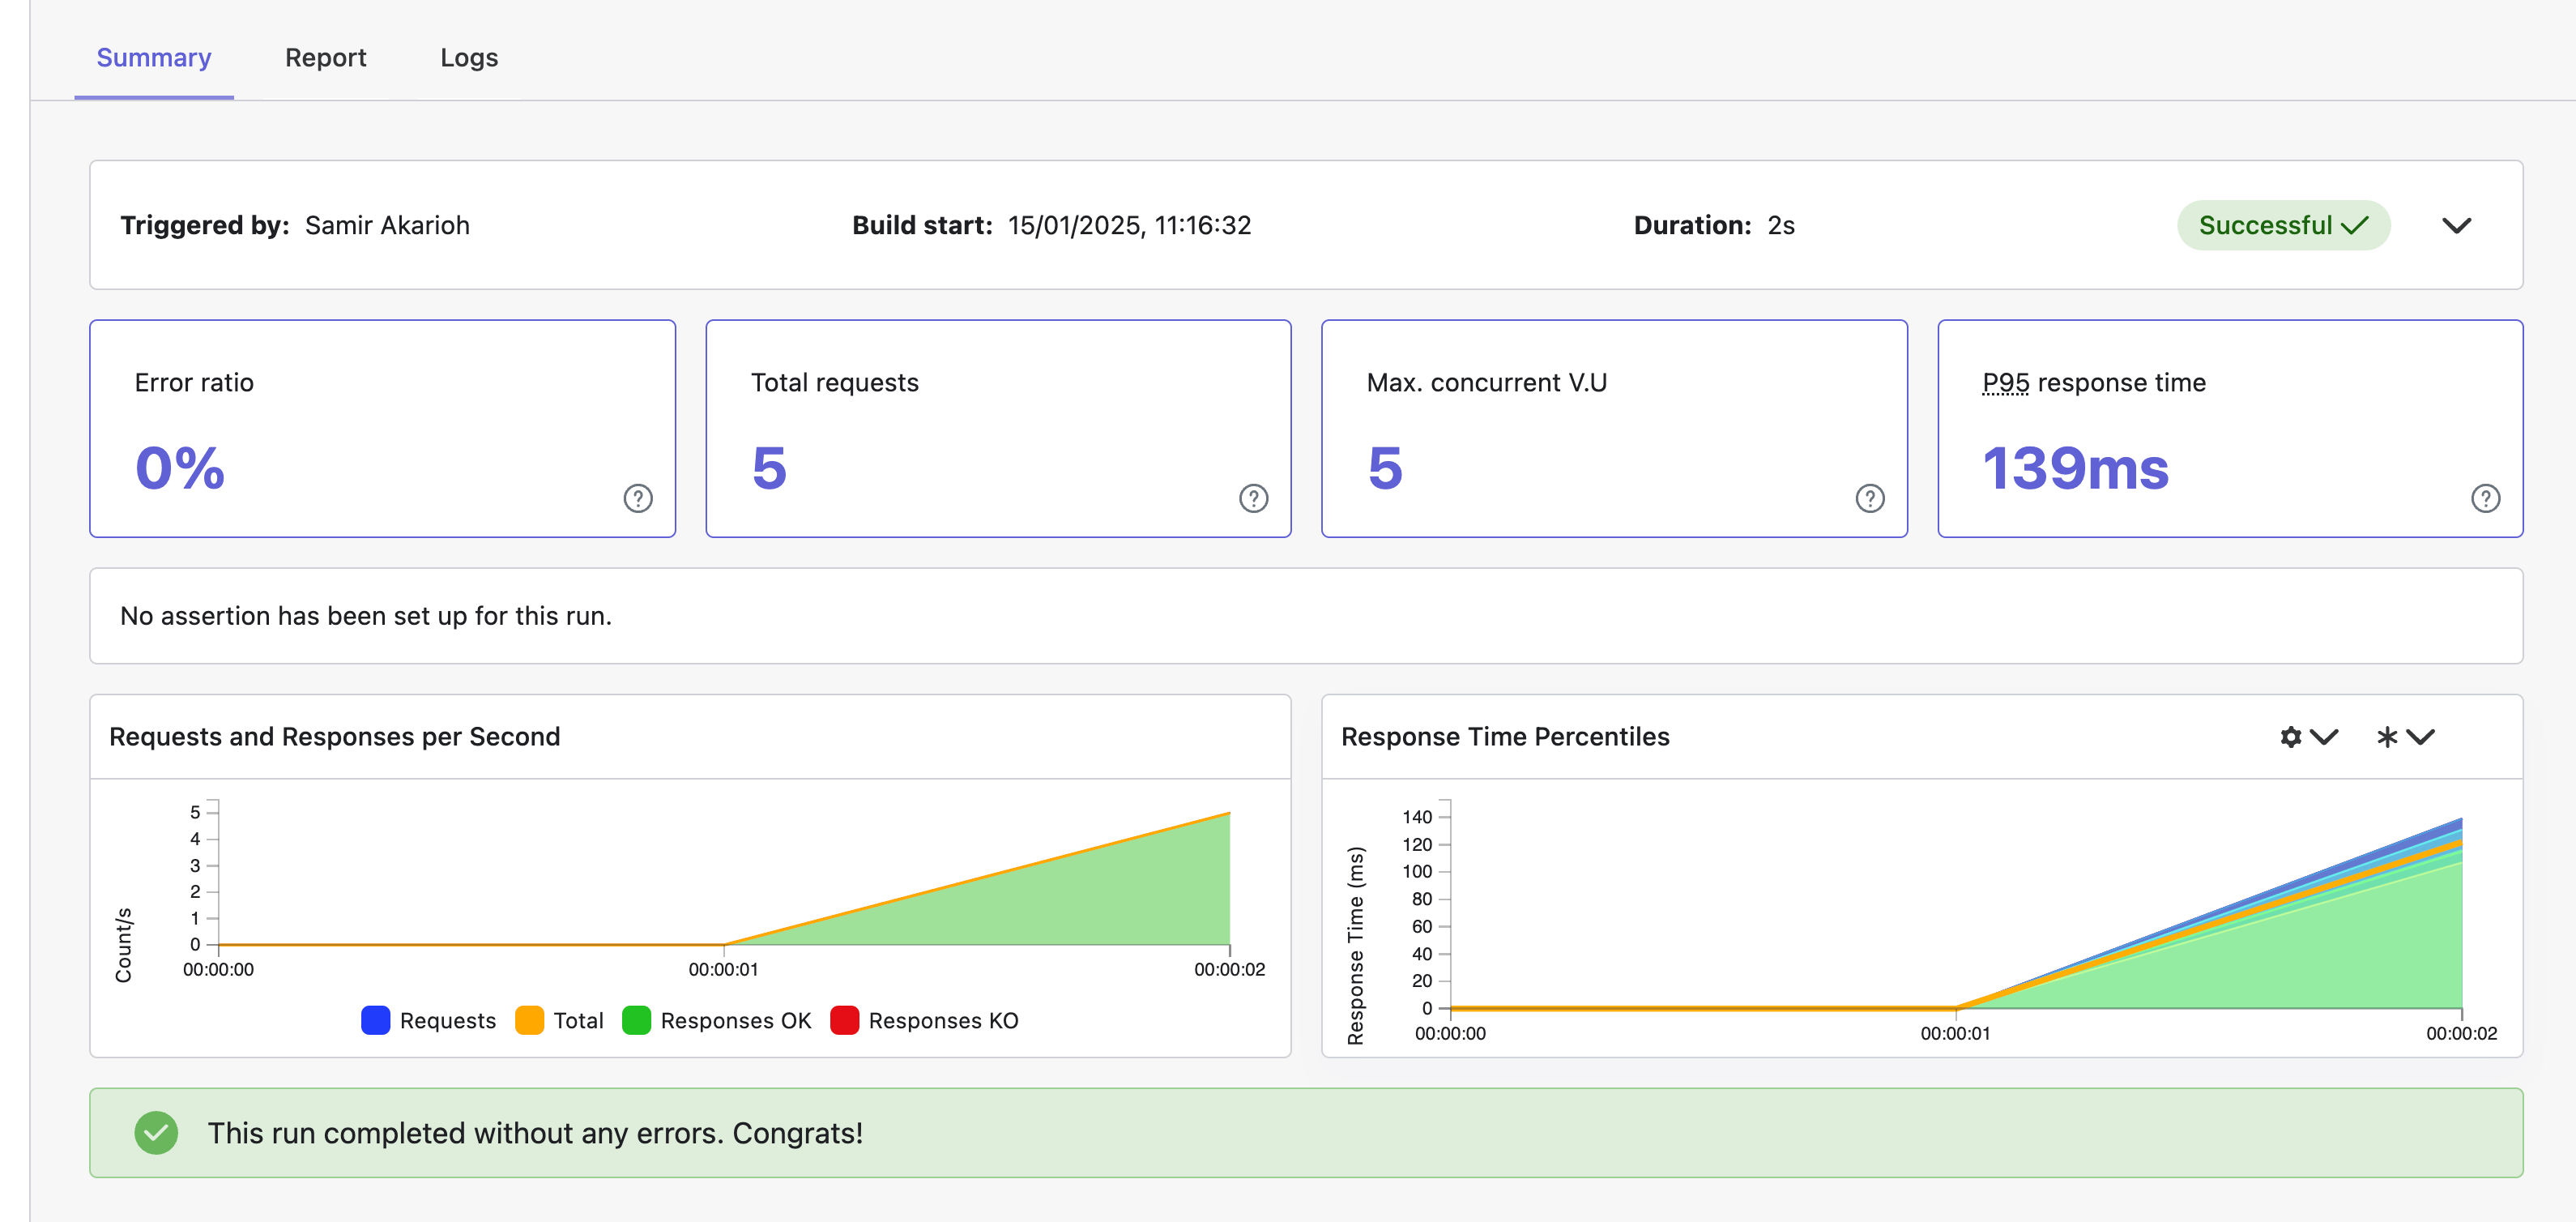 Summary Report Logs
Triggered by: Samir Akarioh Build start: 15/01/2025, 11:16:32 Duration: 2s Successful
Error ratio
0%
Total requests
5
Max. concurrent V.U
5
P95 response time
139ms
No assertion has been set up for this run.
Requests and Responses per Second
Count/s
5
4
3
2
1
0
00:00:00 00:00:01 00:00:02
Requests Total Responses OK Responses KO
Response Time Percentiles
Response Time (ms)
140
120
100
80
60
40
20
0
00:00:00 00:00:01 00:00:02
This run completed without any errors. Congrats!